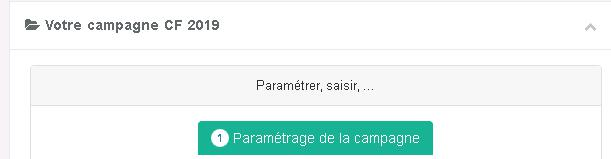 Votre campagne CF 2019
Paramétrer, saisir, ...
1 Paramétrage de la campagne